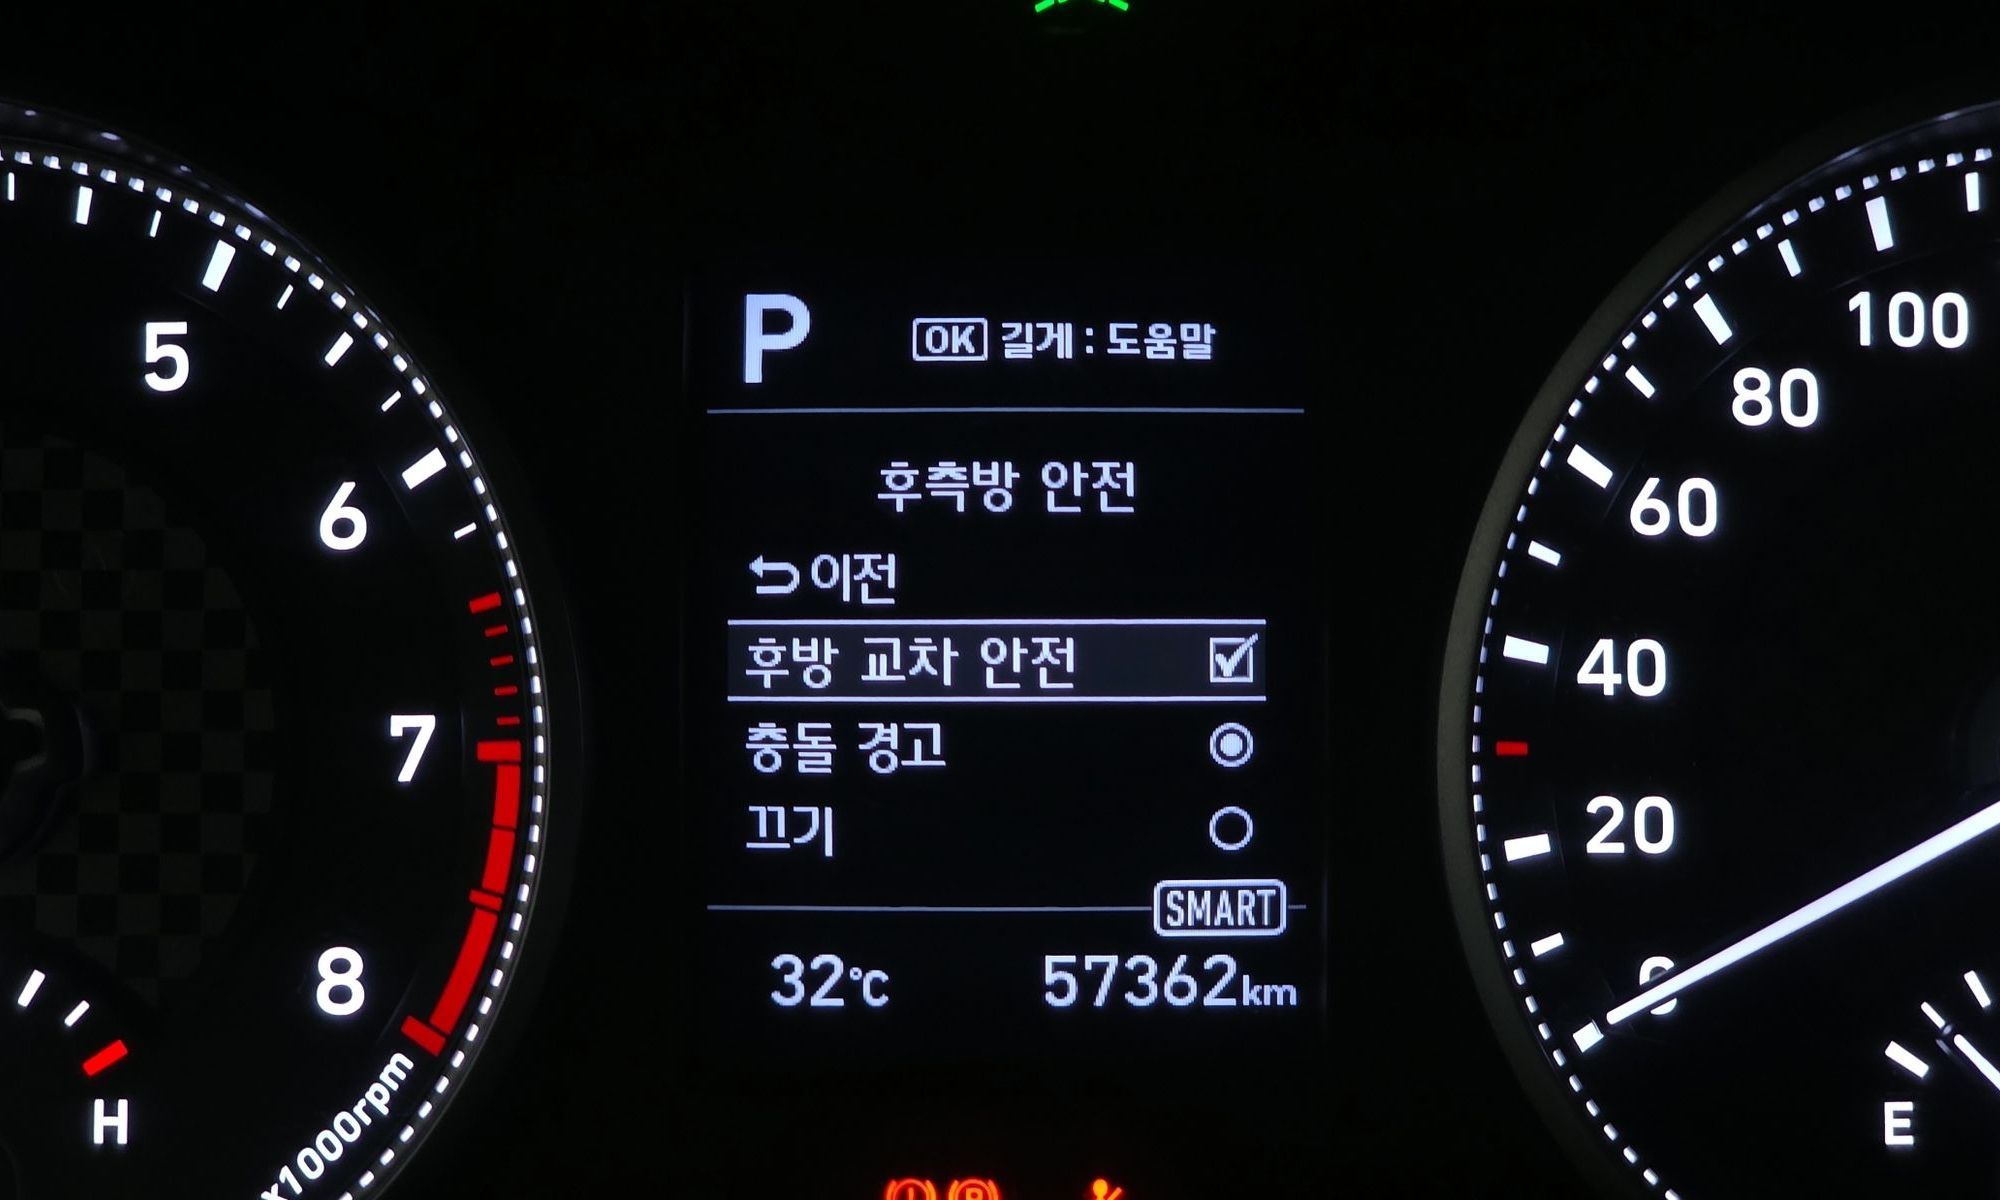 P
OK 길게 : 도움말
후측방 안전
이전
후방 교차 안전
충돌 경고
끄기
SMART
32°C
57362km
5
6
7
8
x1000rpm
H
100
80
60
40
20
0
E